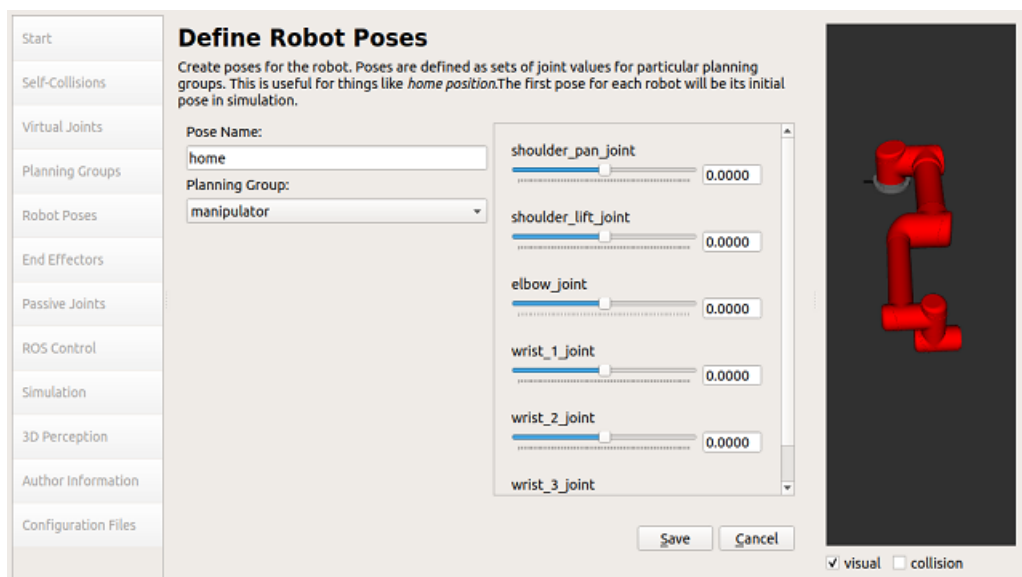 Start
Self-Collisions
Virtual Joints
Planning Groups
Robot Poses
End Effectors
Passive Joints
ROS Control
Simulation
3D Perception
Author Information
Configuration Files
Define Robot Poses
Create poses for the robot. Poses are defined as sets of joint values for particular planning
groups. This is useful for things like home position.The first pose for each robot will be its initial
pose in simulation.
Pose Name:
home
Planning Group:
manipulator
shoulder_pan_joint
0.0000
shoulder_lift_joint
0.0000
elbow_joint
0.0000
wrist_1_joint
0.0000
wrist_2_joint
0.0000
wrist_3_joint
Save
Cancel
visual
collision